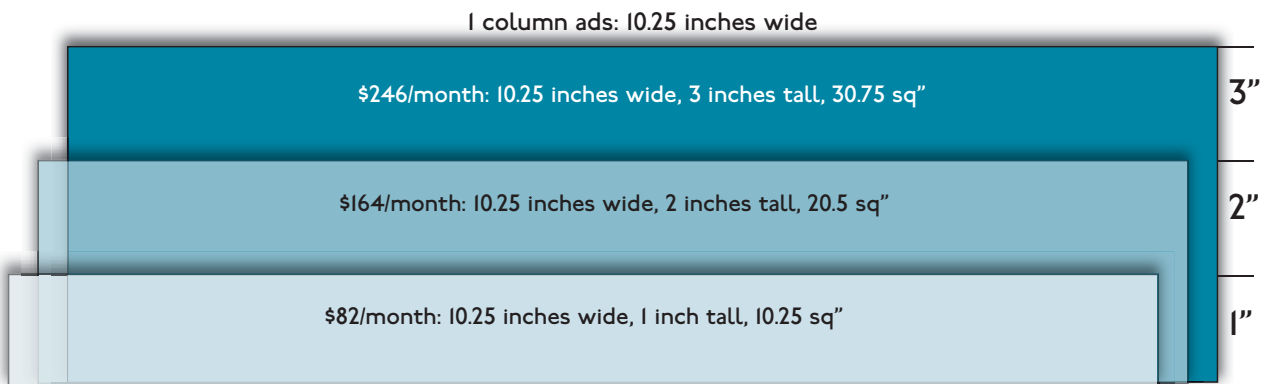 1 column ads: 10.25 inches wide
$246/month: 10.25 inches wide, 3 inches tall, 30.75 sq”
3”
$164/month: 10.25 inches wide, 2 inches tall, 20.5 sq”
2”
$82/month: 10.25 inches wide, 1 inch tall, 10.25 sq”
1”